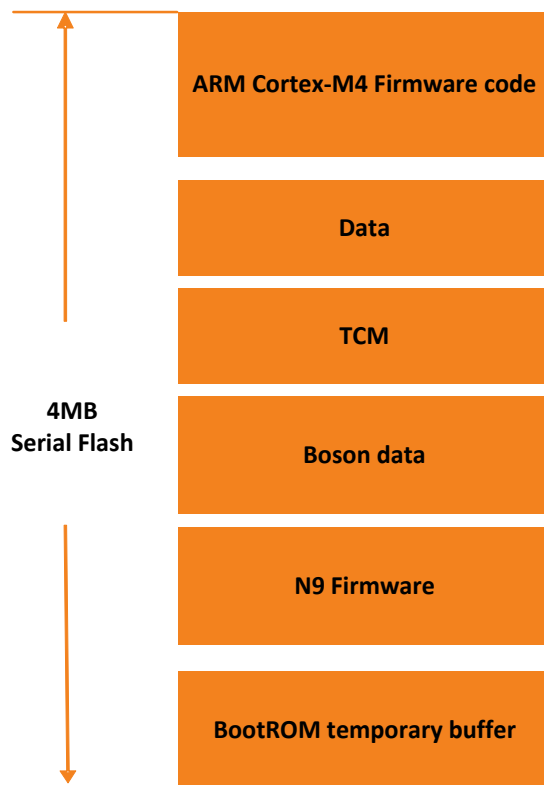 ARM Cortex-M4 Firmware code
Data
TCM
4MB
Serial Flash
Boson data
N9 Firmware
BootROM temporary buffer